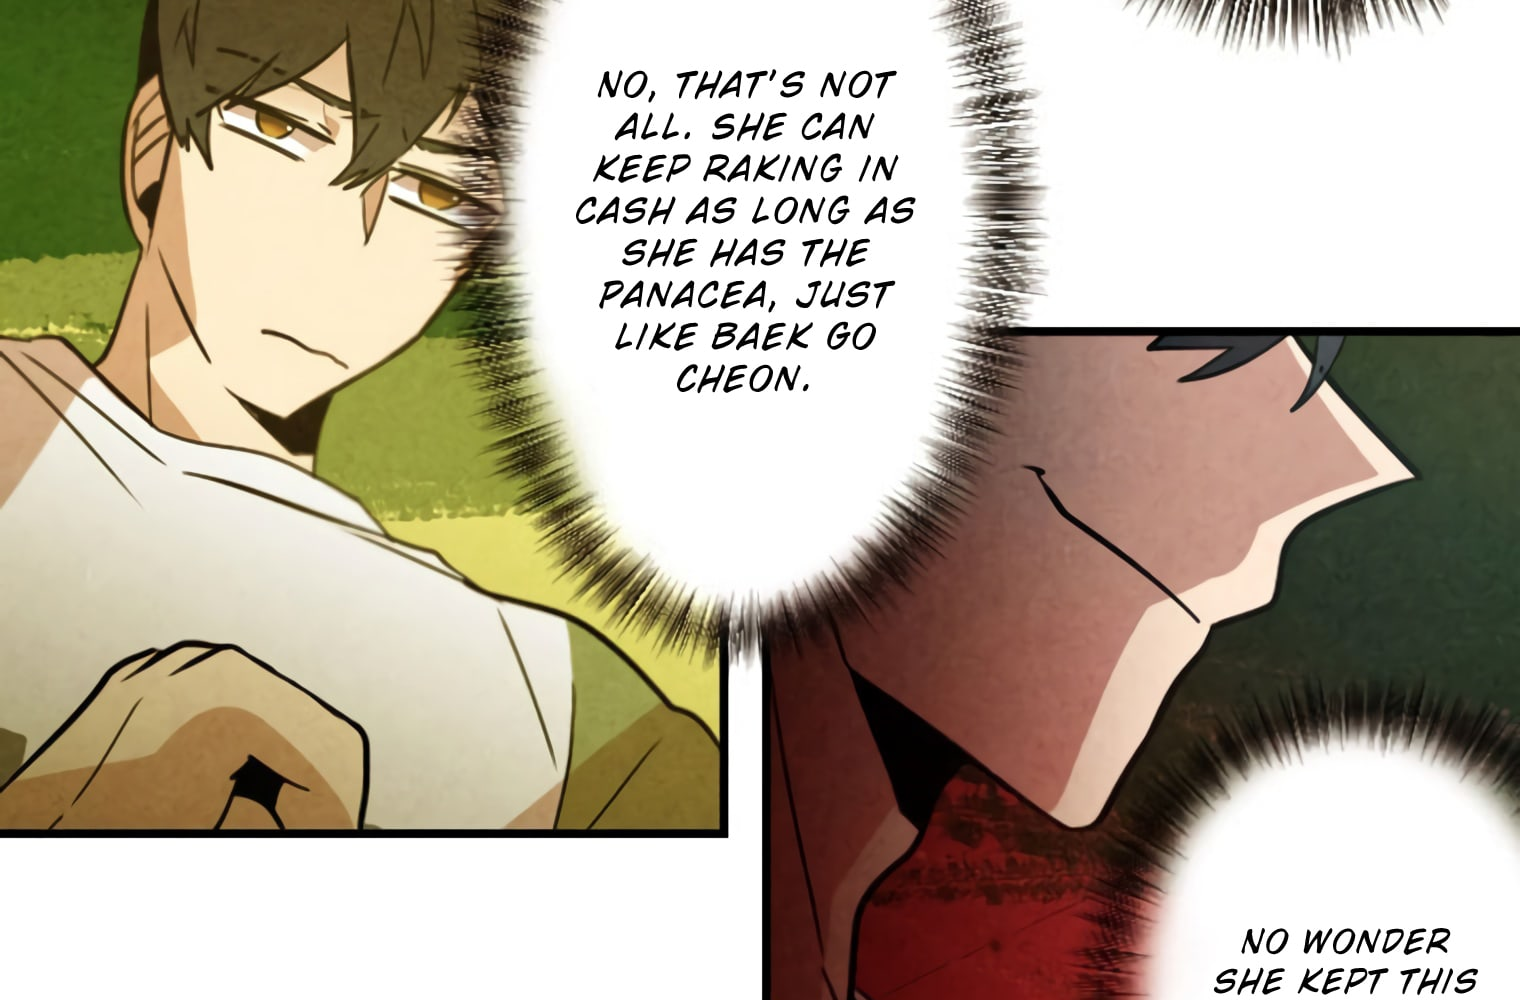 NO, THAT'S NOT
ALL. SHE CAN
KEEP RAKING IN
CASH AS LONG AS
SHE HAS THE
PANACEA, JUST
LIKE BAEK GO
CHEON.
NO WONDER
SHE KEPT THIS